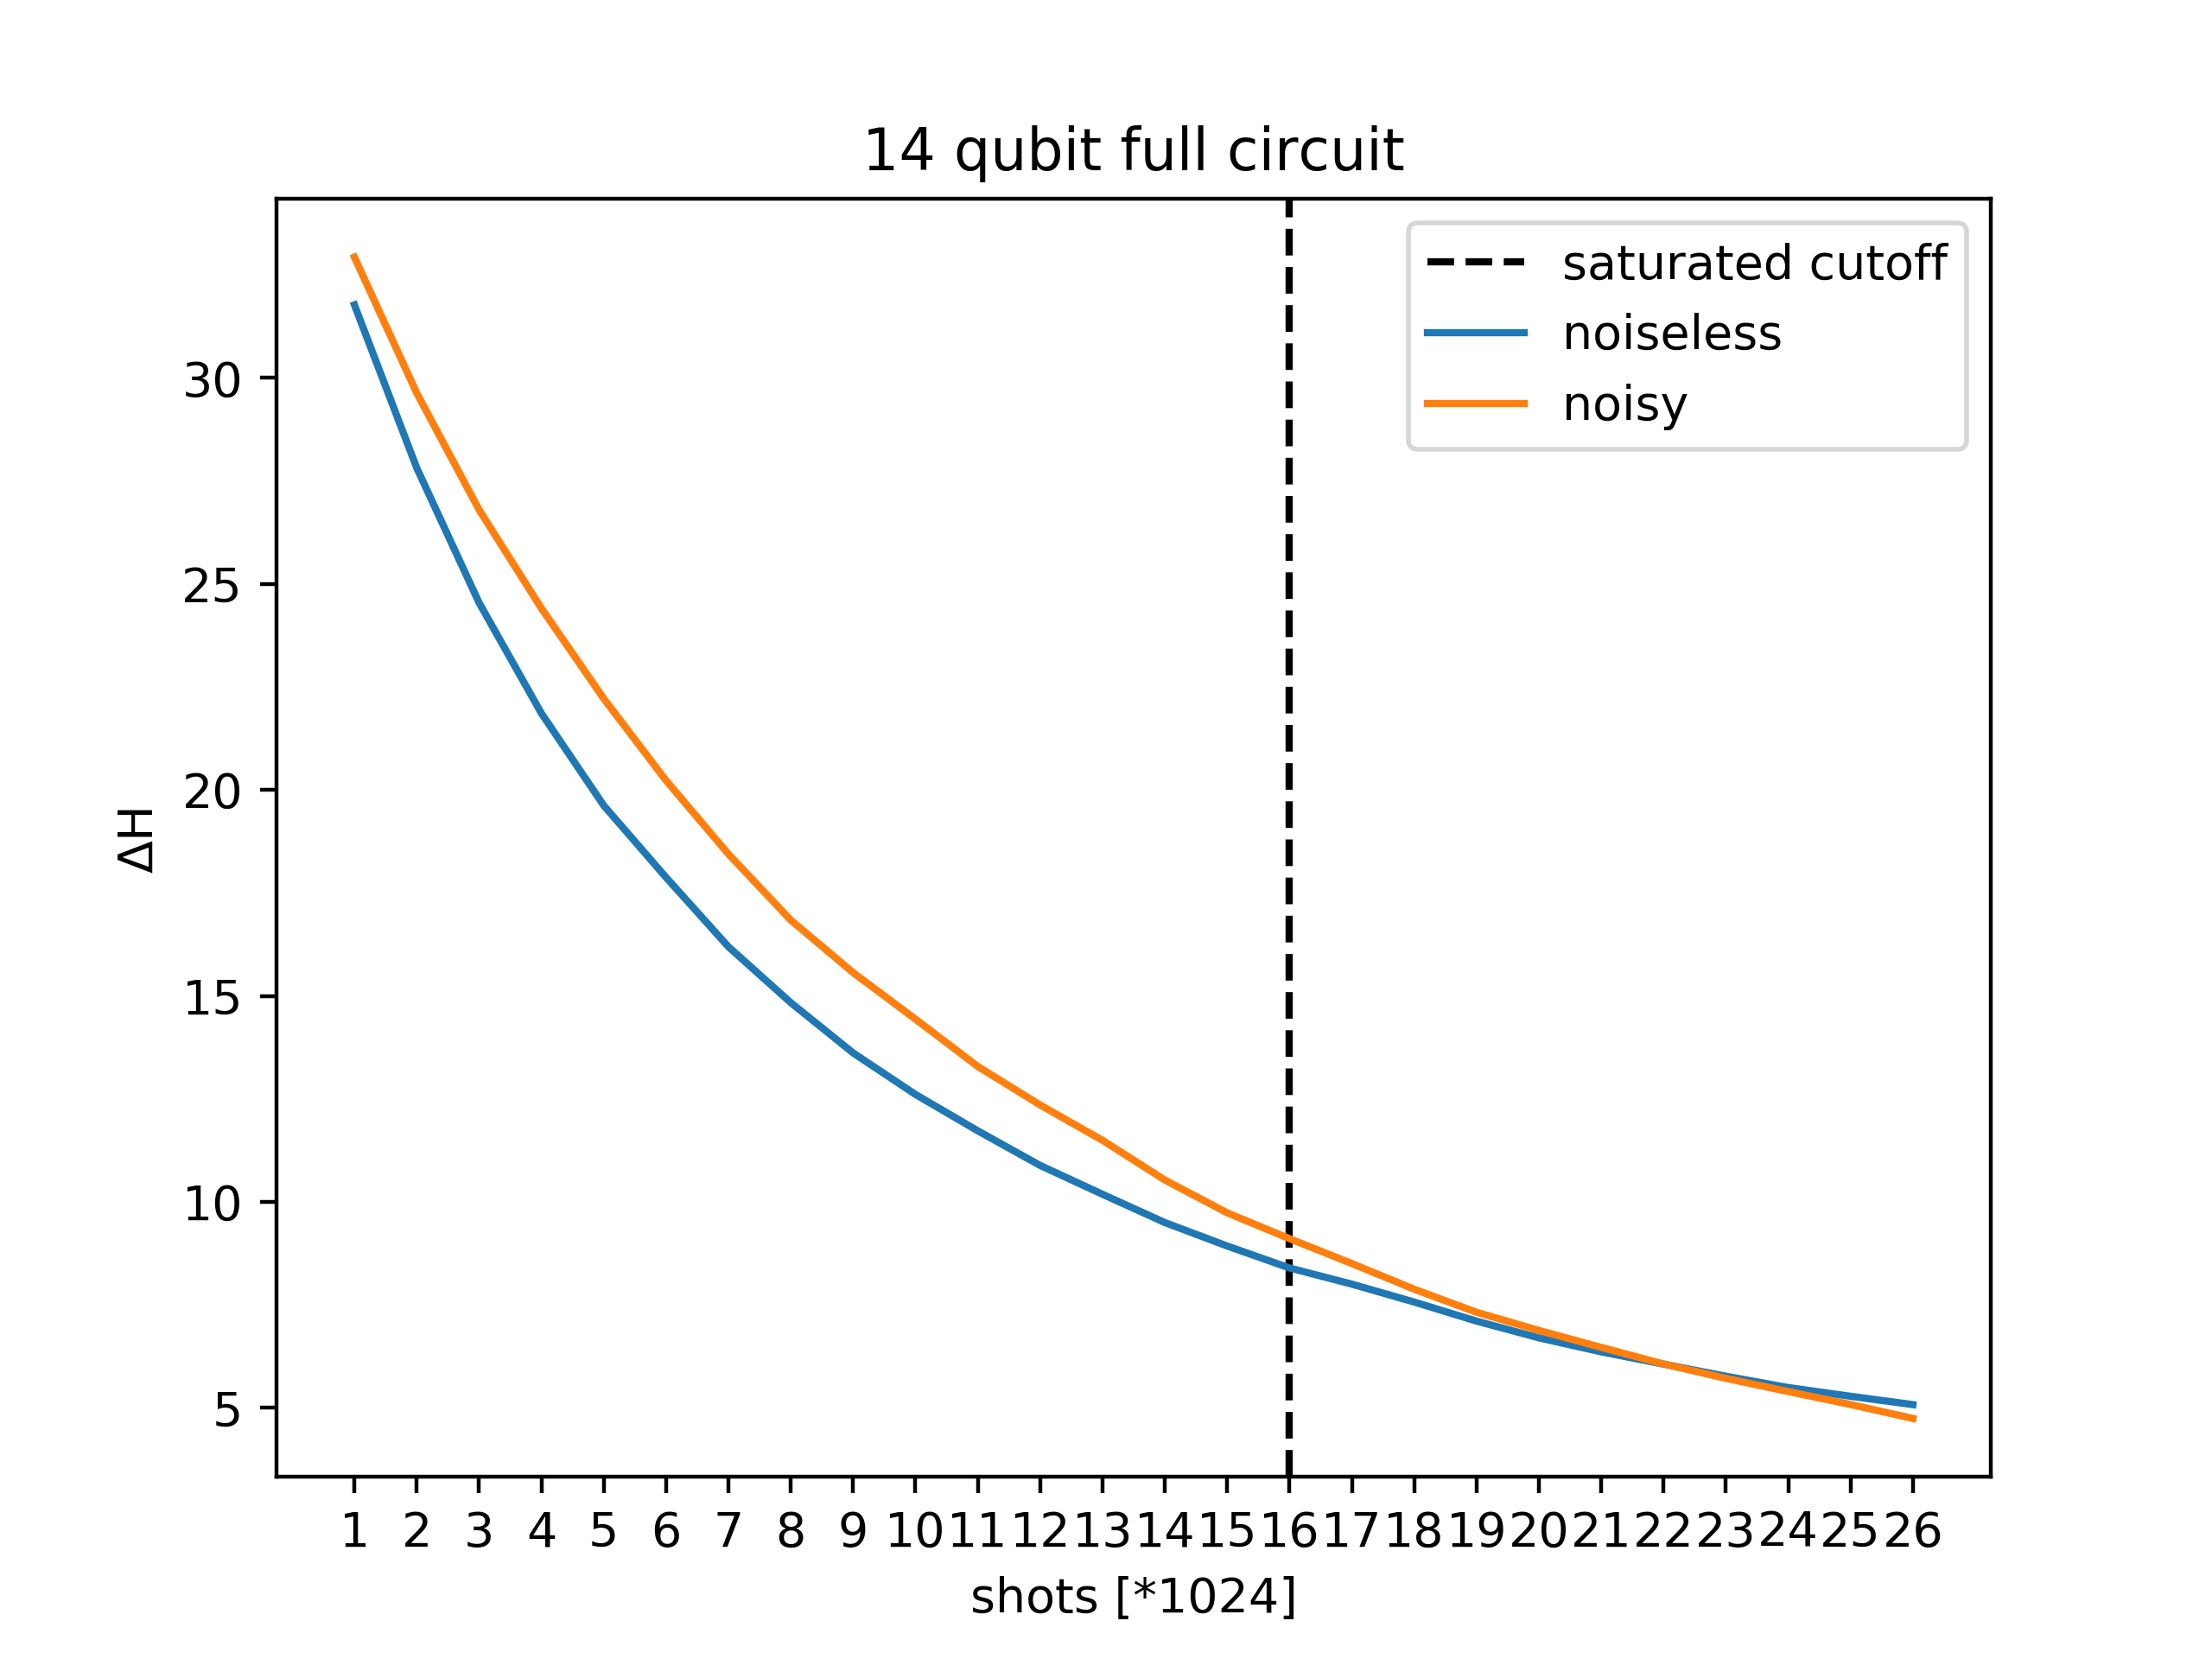 14 qubit full circuit
saturated cutoff
noiseless
noisy
30
25
20
15
10
5
ΔH
1 2 3 4 5 6 7 8 9 10 11 12 13 14 15 16 17 18 19 20 21 22 23 24 25 26
shots [*1024]